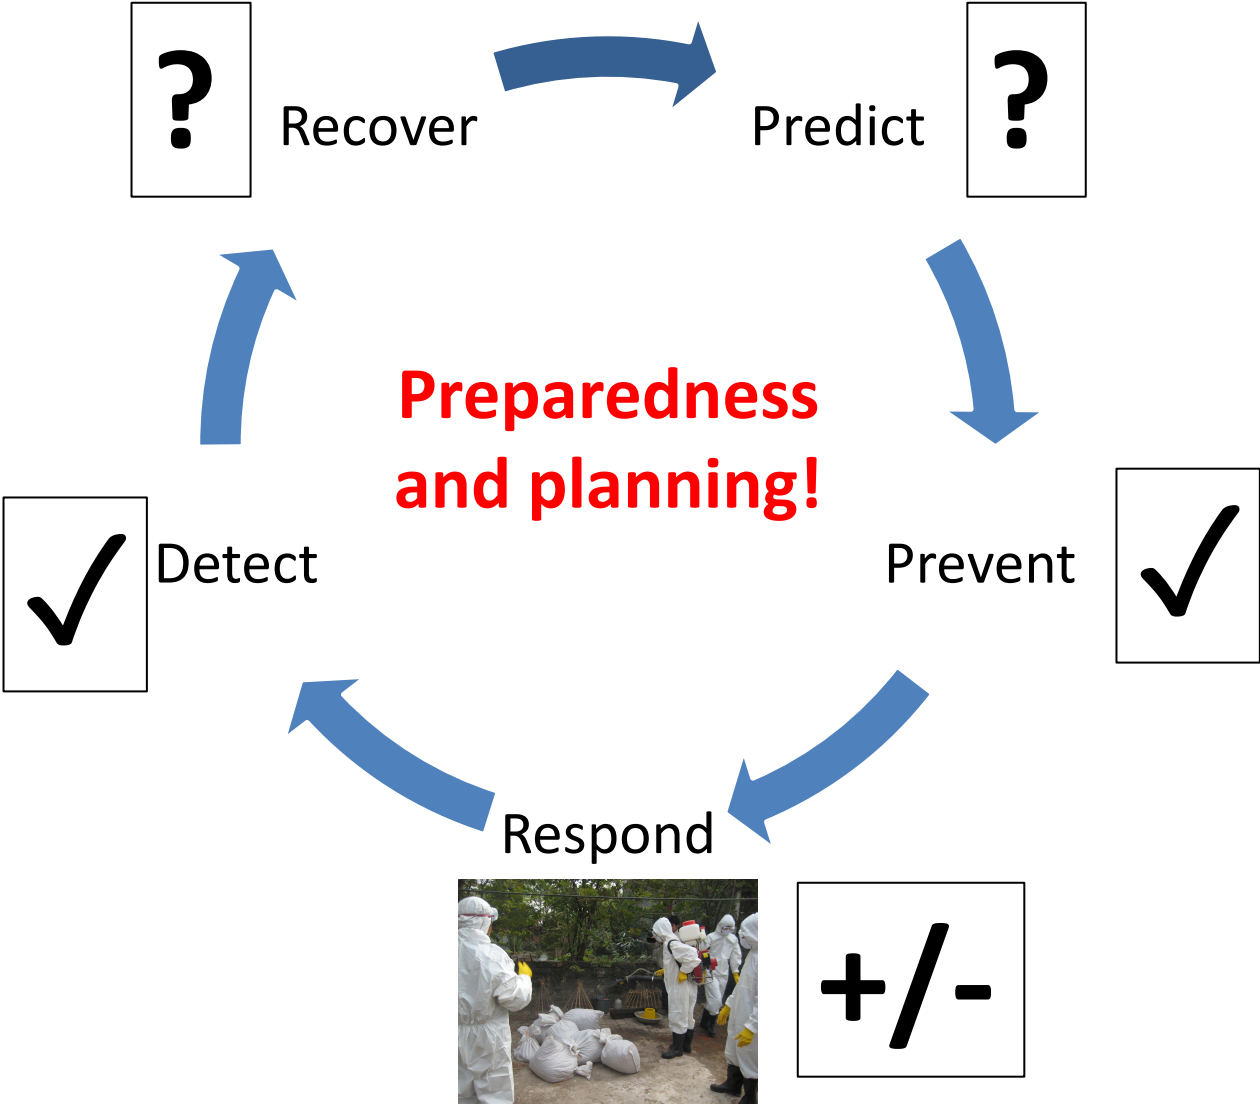 ?
Recover
Predict
?
Preparedness
and planning!
✓
Detect
Prevent
✓
Respond
+/-